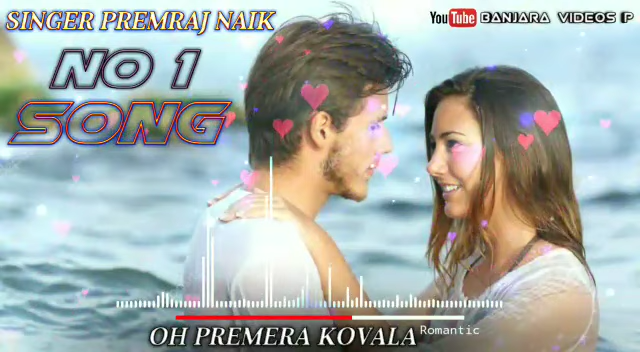 SINGER PREMRAJ NAIK
YouTube BANJARA VIDEOS P
NO 1
SONG
OH PREMERA KOVALA
Romantic